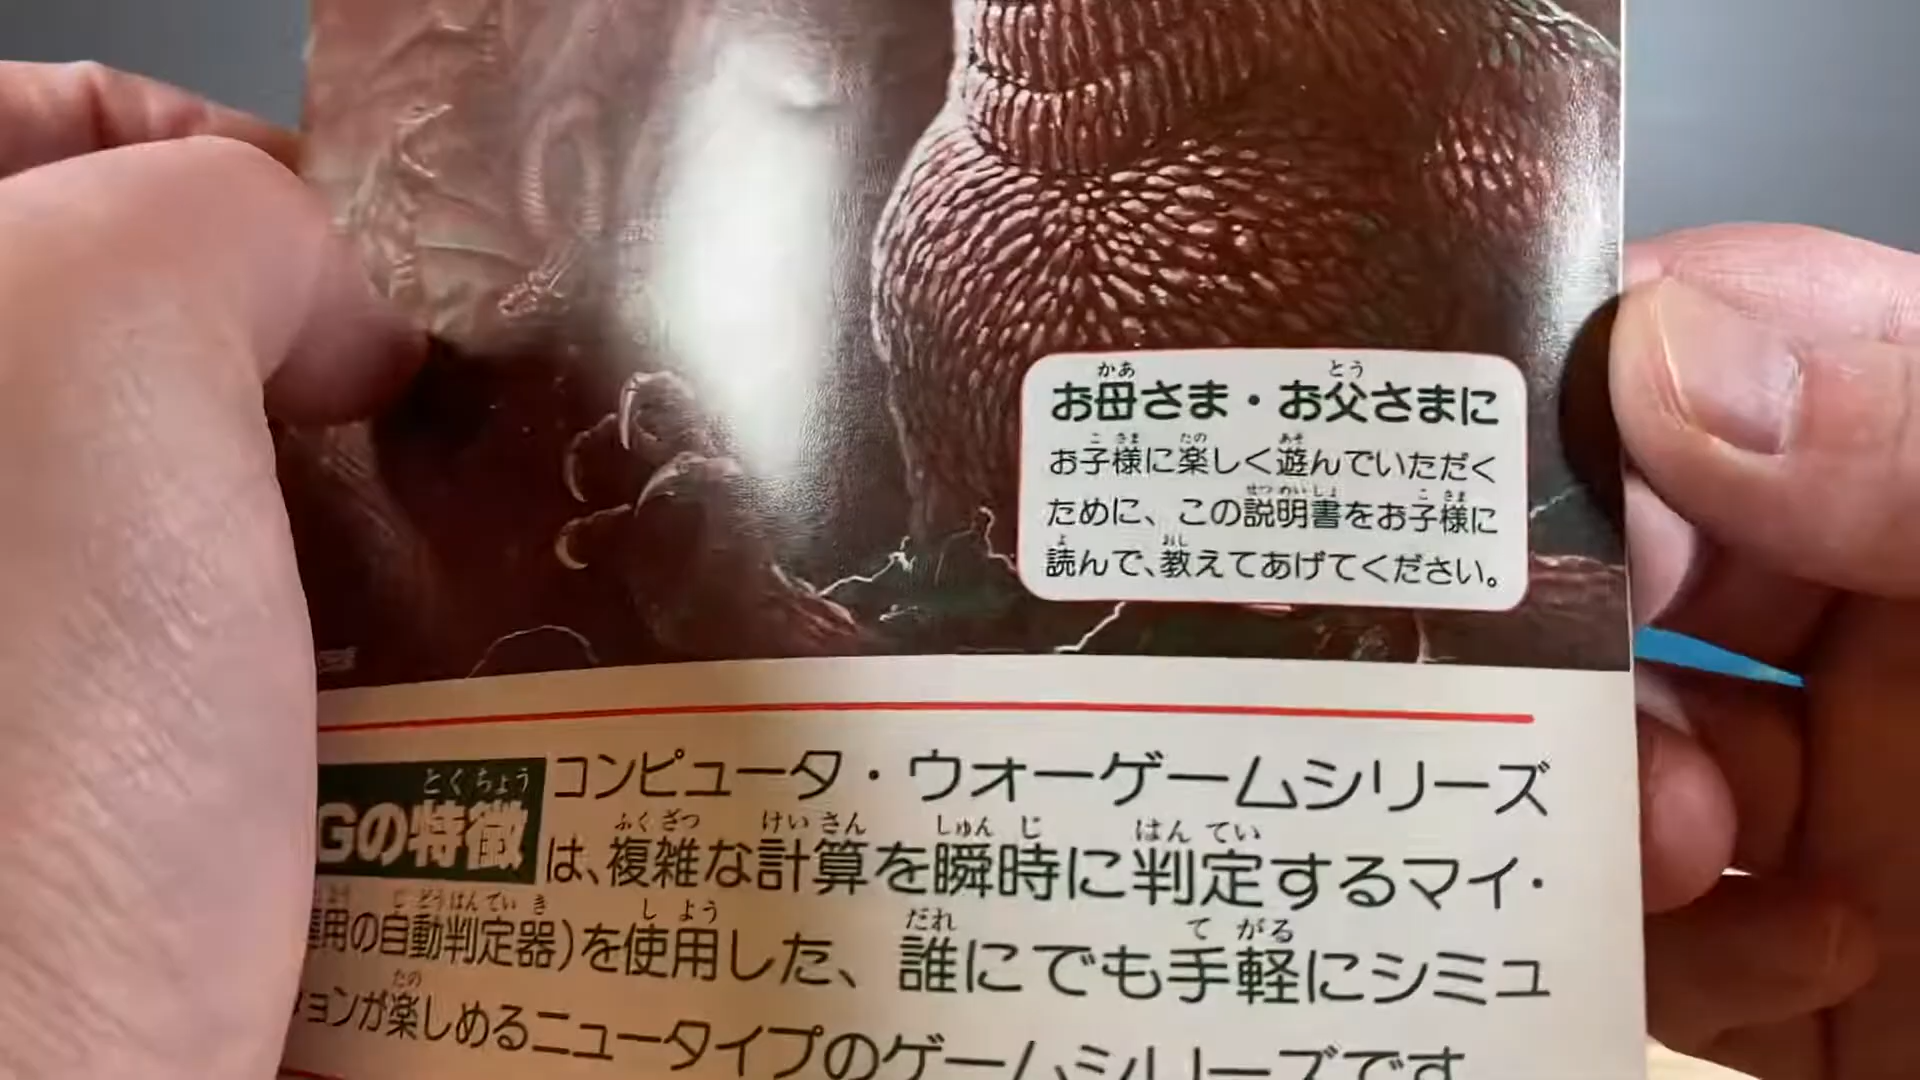 お母さま・お父さまに
お子様に楽しく遊んでいただく
ために、この説明書をお子様に
読んで、教えてあげてください。
Gの特徴
コンピュータ・ウォーゲームシリーズ
は、複雑な計算を瞬時に判定するマイ・
用の自動判定器)を使用した、誰にでも手軽にシミュ
ョンが楽しめるニュータイプのゲームシリーズです